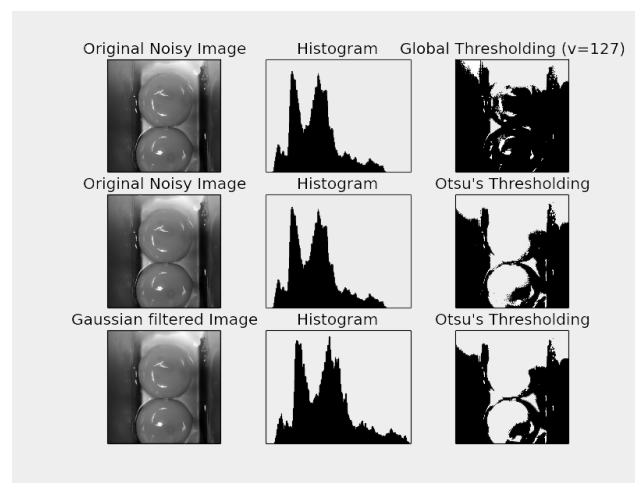 Original Noisy Image Histogram Global Thresholding (v=127)
Original Noisy Image Histogram Otsu's Thresholding
Gaussian filtered Image Histogram Otsu's Thresholding